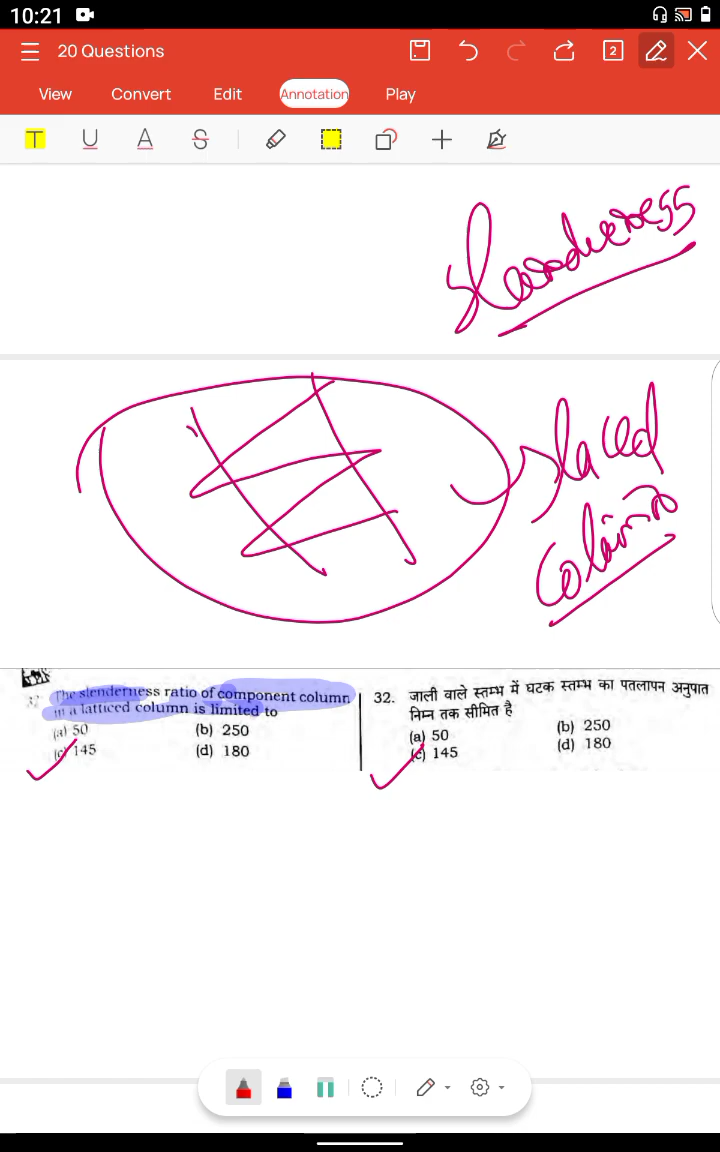 10:21
20 Questions
2
View Convert Edit Annotation Play
T U A S
Slenderness
Laced
Column
32. The slenderness ratio of component column
in a latticed column is limited to
(a) 50 (b) 250
(c) 145 (d) 180
32. जाली वाले स्तम्भ में घटक स्तम्भ का पतलापन अनुपात
निम्न तक सीमित है
(a) 50 (b) 250
(c) 145 (d) 180